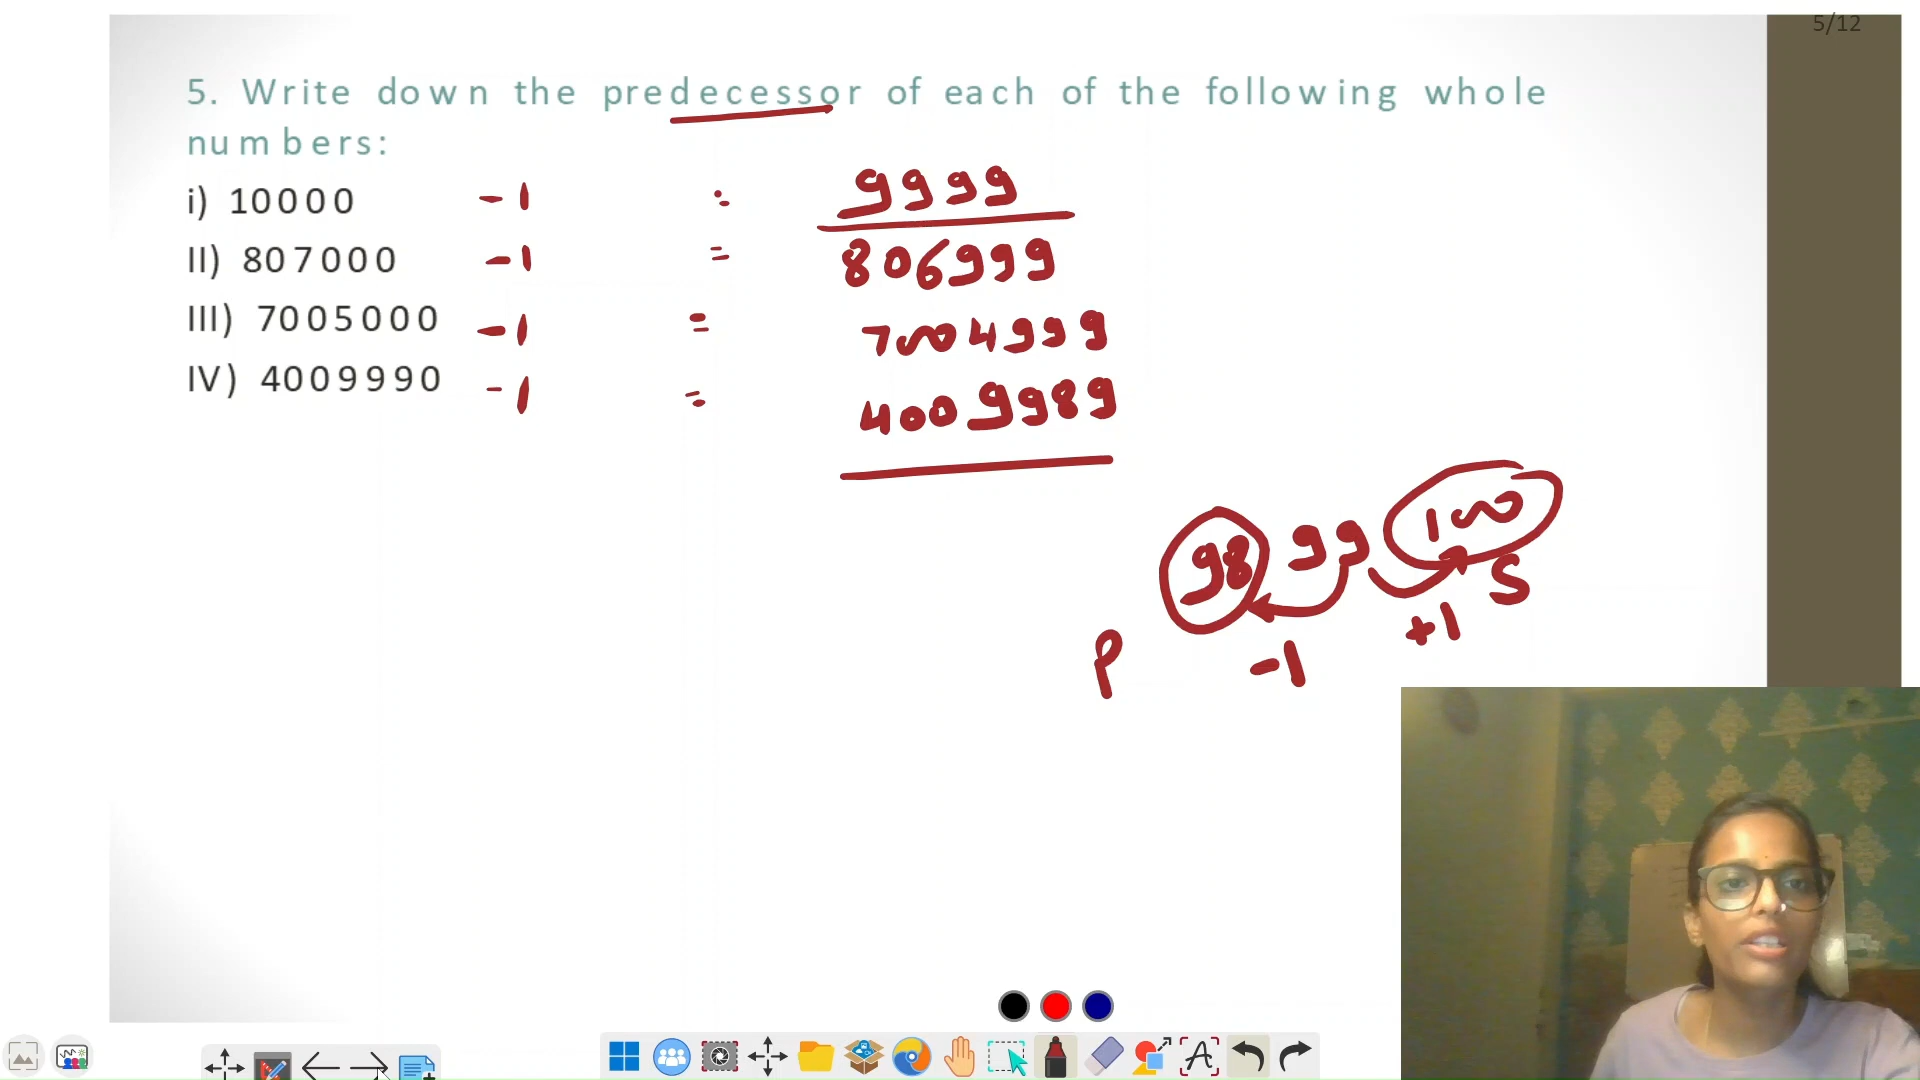 5/12
5. Write down the predecessor of each of the following whole
numbers:
i) 10000 -1 = 9999
II) 807000 -1 = 806999
III) 7005000 -1 = 7004999
IV) 4009990 -1 = 4009989
98 99 100
P -1 +1 S